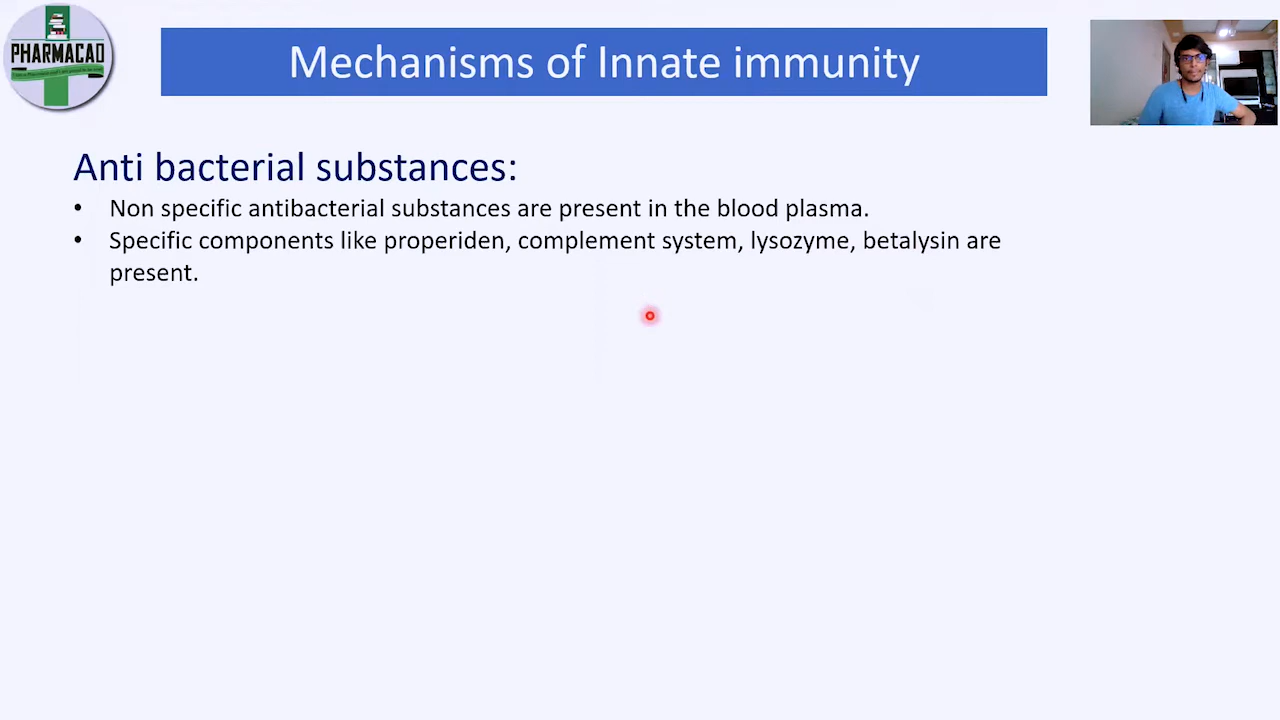 PHARMACAD
Mechanisms of Innate immunity
Anti bacterial substances:
• Non specific antibacterial substances are present in the blood plasma.
• Specific components like properiden, complement system, lysozyme, betalysin are
present.